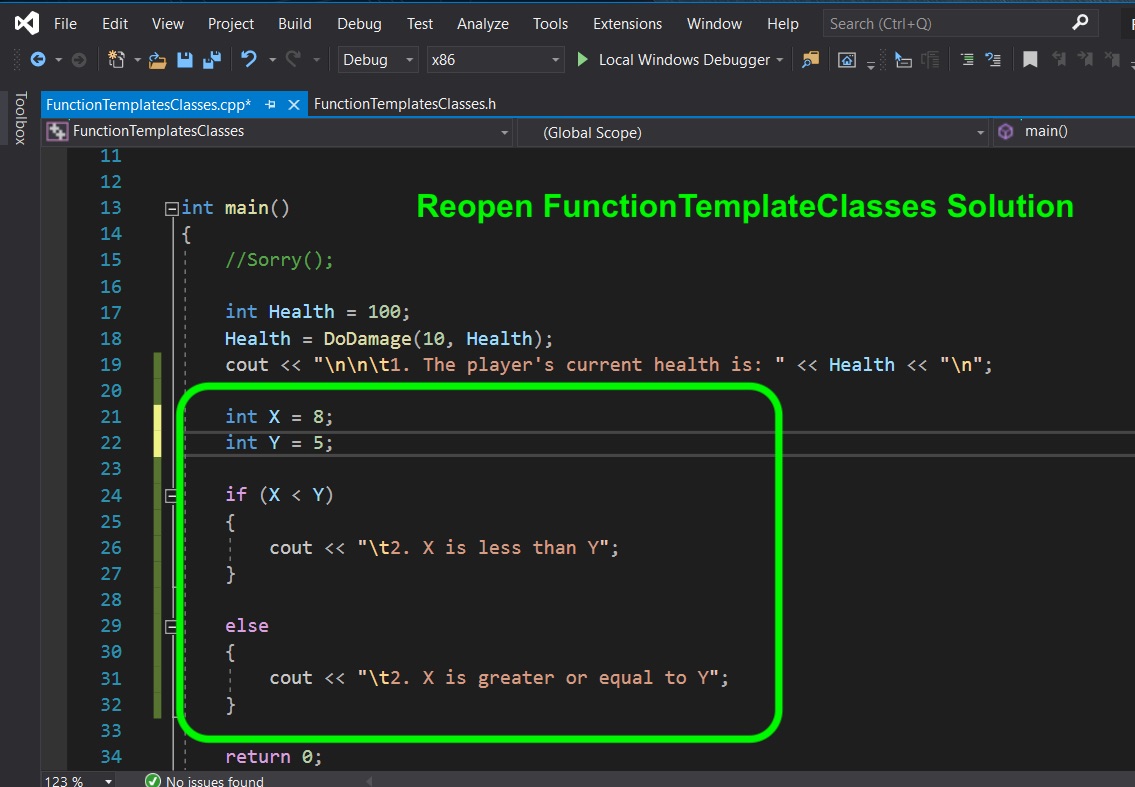 File Edit View Project Build Debug Test Analyze Tools Extensions Window Help Search (Ctrl+Q)
Debug x86 Local Windows Debugger
Toolbox
FunctionTemplatesClasses.cpp* FunctionTemplatesClasses.h
FunctionTemplatesClasses (Global Scope) main()
11
12
13 int main() Reopen FunctionTemplateClasses Solution
14 {
15 //Sorry();
16
17 int Health = 100;
18 Health = DoDamage(10, Health);
19 cout << "\n\n\t1. The player's current health is: " << Health << "\n";
20
21 int X = 8;
22 int Y = 5;
23
24 if (X < Y)
25 {
26 cout << "\t2. X is less than Y";
27 }
28
29 else
30 {
31 cout << "\t2. X is greater or equal to Y";
32 }
33
34 return 0;
123 % No issues found